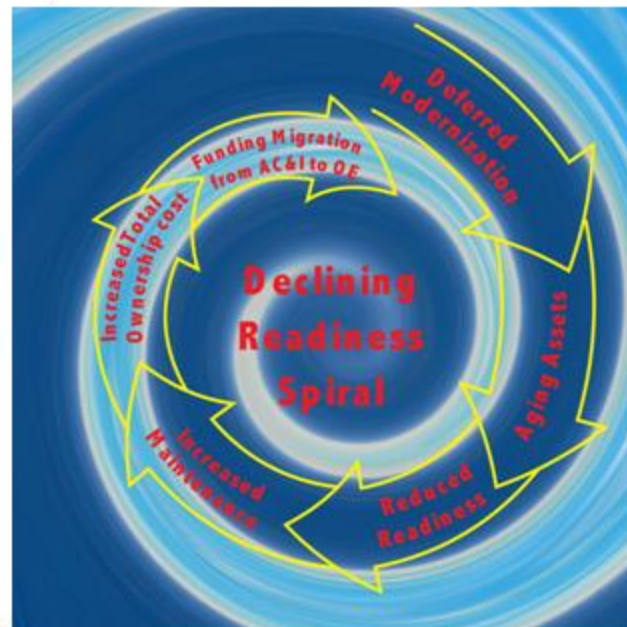 Deferred
Modernization
Aging Assets
Reduced
Readiness
Increased
Maintenance
Increased Total
Ownership cost
Funding Migration
from AC&I to OE
Declining
Readiness
Spiral